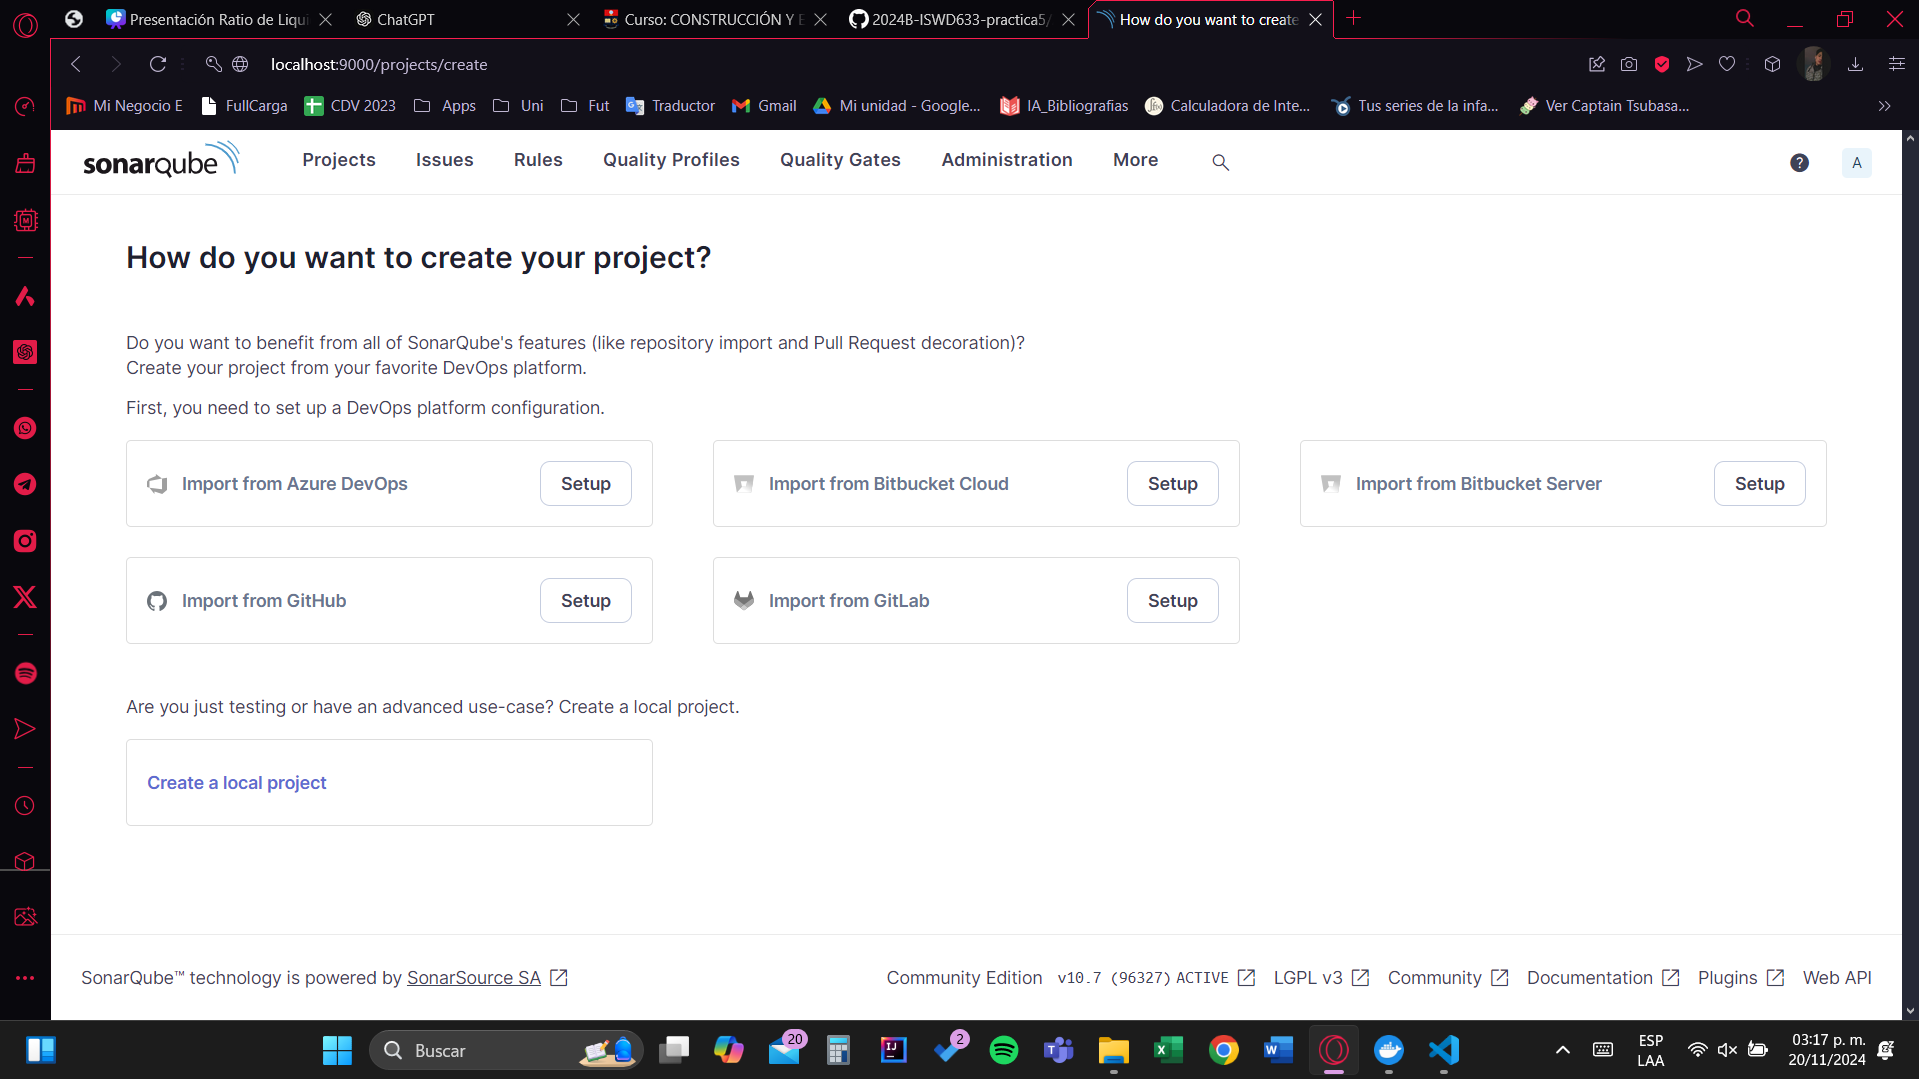 Presentación Ratio de Liqui
ChatGPT
Curso: CONSTRUCCIÓN Y E
2024B-ISWD633-practica5/
How do you want to create
localhost:9000/projects/create
Mi Negocio E
FullCarga
CDV 2023
Apps
Uni
Fut
Traductor
Gmail
Mi unidad - Google...
IA_Bibliografias
Calculadora de Inte...
Tus series de la infa...
Ver Captain Tsubasa...
sonarqube
Projects
Issues
Rules
Quality Profiles
Quality Gates
Administration
More
?
A
How do you want to create your project?
Do you want to benefit from all of SonarQube's features (like repository import and Pull Request decoration)?
Create your project from your favorite DevOps platform.
First, you need to set up a DevOps platform configuration.
Import from Azure DevOps
Setup
Import from Bitbucket Cloud
Setup
Import from Bitbucket Server
Setup
Import from GitHub
Setup
Import from GitLab
Setup
Are you just testing or have an advanced use-case? Create a local project.
Create a local project
SonarQube™ technology is powered by SonarSource SA
Community Edition
v10.7 (96327) ACTIVE
LGPL v3
Community
Documentation
Plugins
Web API
Buscar
20
2
ESP
LAA
03:17 p. m.
20/11/2024